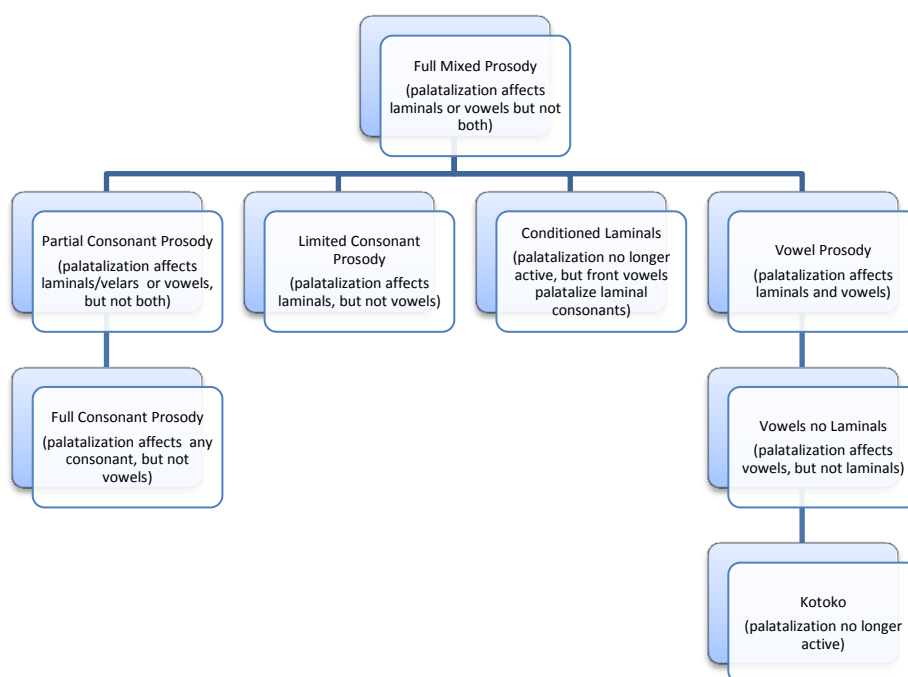 Full Mixed Prosody
(palatalization affects
laminals or vowels but not
both)
Partial Consonant Prosody
(palatalization affects
laminals/velars or vowels,
but not both)
Limited Consonant
Prosody
(palatalization affects
laminals, but not vowels)
Conditioned Laminals
(palatalization no longer
active, but front vowels
palatalize laminal
consonants)
Vowel Prosody
(palatalization affects
laminals and vowels)
Full Consonant Prosody
(palatalization affects any
consonant, but not
vowels)
Vowels no Laminals
(palatalization affects
vowels, but not laminals)
Kotoko
(palatalization no longer
active)